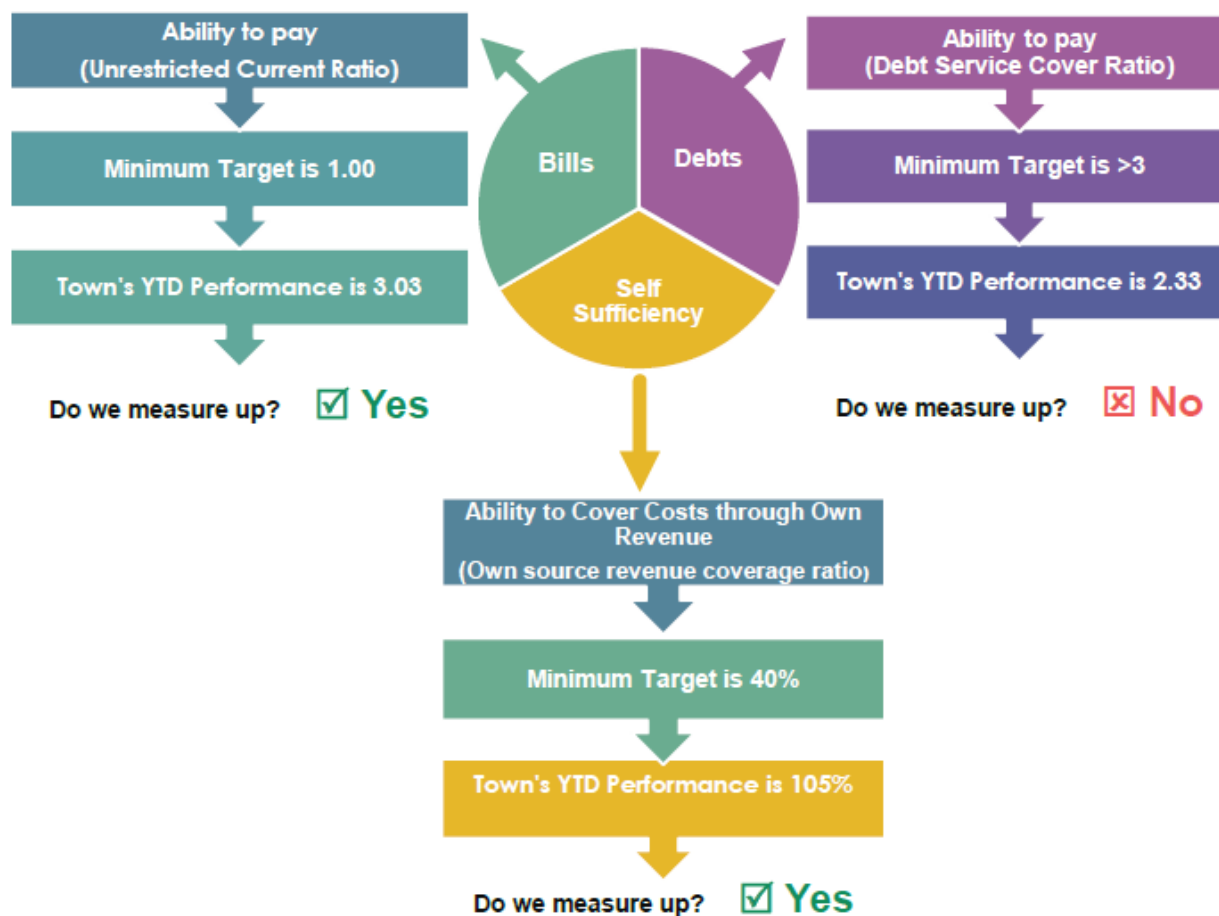 Ability to pay
(Unrestricted Current Ratio)
Minimum Target is 1.00
Town's YTD Performance is 3.03
Do we measure up? ☑ Yes
Bills
Debts
Self
Sufficiency
Ability to pay
(Debt Service Cover Ratio)
Minimum Target is >3
Town's YTD Performance is 2.33
Do we measure up? ☒ No
Ability to Cover Costs through Own
Revenue
(Own source revenue coverage ratio)
Minimum Target is 40%
Town's YTD Performance is 105%
Do we measure up? ☑ Yes